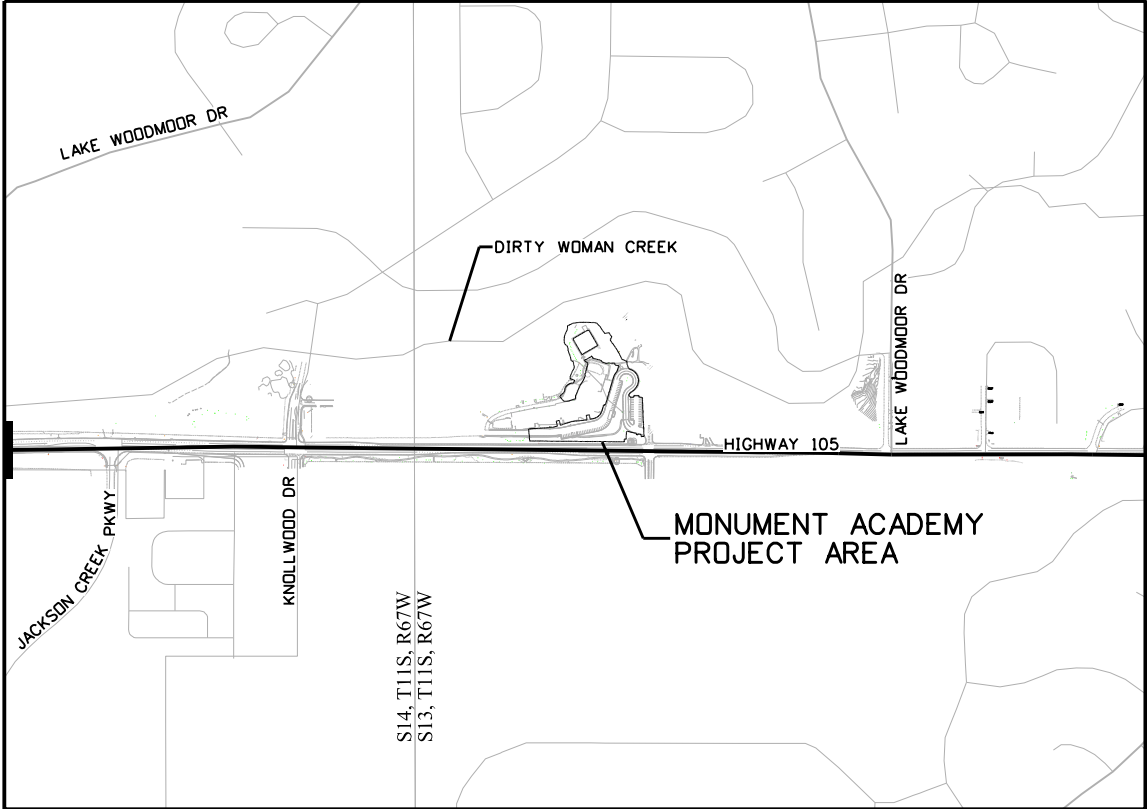 LAKE WOODMOOR DR
DIRTY WOMAN CREEK
LAKE WOODMOOR DR
HIGHWAY 105
MONUMENT ACADEMY
PROJECT AREA
KNOLLWOOD DR
JACKSON CREEK PKWY
S14, T11S, R67W
S13, T11S, R67W